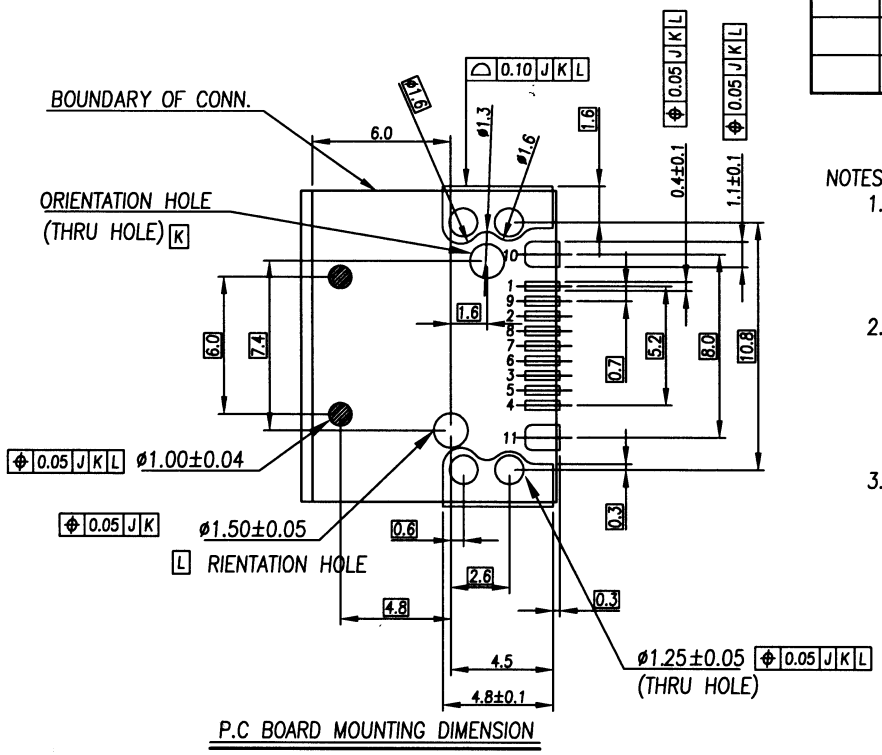 ⌓ 0.10 J K L
⌖ 0.05 J K L
⌖ 0.05 J K L
BOUNDARY OF CONN.
6.0
ø1.6
ø1.3
ø1.6
1.6
0.4±0.1
1.1±0.1
NOTES
1.
2.
3.
ORIENTATION HOLE
(THRU HOLE) K
10
1
9
2
8
7
6
3
5
4
11
1.6
6.0
7.4
0.7
5.2
8.0
10.8
⌖ 0.05 J K L ø1.00±0.04
⌖ 0.05 J K
ø1.50±0.05
L RIENTATION HOLE
0.6
0.3
2.6
4.8
0.3
4.5
4.8±0.1
ø1.25±0.05 ⌖ 0.05 J K L
(THRU HOLE)
P.C BOARD MOUNTING DIMENSION